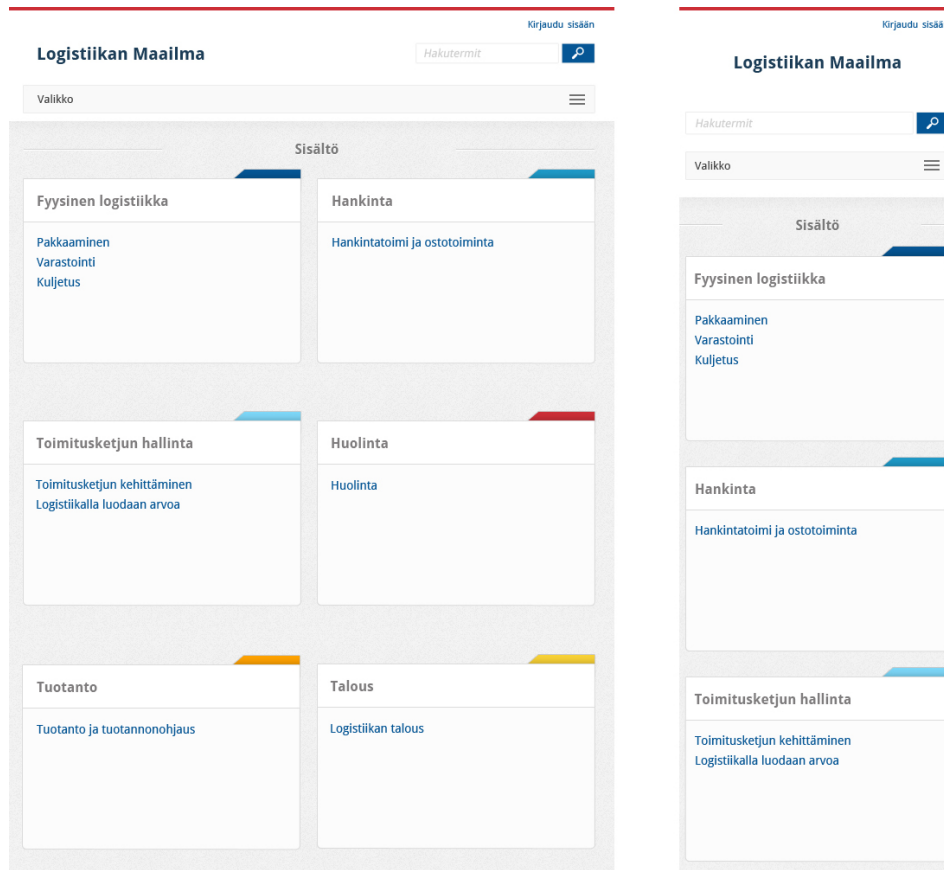 Kirjaudu sisään
Logistiikan Maailma
Hakutermit
Valikko
Sisältö
Fyysinen logistiikka
Pakkaaminen
Varastointi
Kuljetus
Hankinta
Hankintatoimi ja ostotoiminta
Toimitusketjun hallinta
Toimitusketjun kehittäminen
Logistiikalla luodaan arvoa
Huolinta
Huolinta
Tuotanto
Tuotanto ja tuotannonohjaus
Talous
Logistiikan talous
Kirjaudu sisää
Logistiikan Maailma
Hakutermit
Valikko
Sisältö
Fyysinen logistiikka
Pakkaaminen
Varastointi
Kuljetus
Hankinta
Hankintatoimi ja ostotoiminta
Toimitusketjun hallinta
Toimitusketjun kehittäminen
Logistiikalla luodaan arvoa